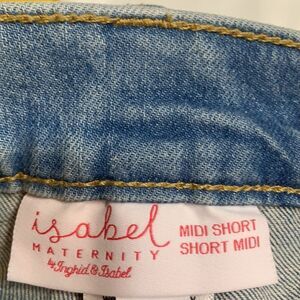 isabel
MATERNITY
by Ingrid & Isabel
MIDI SHORT
SHORT MIDI